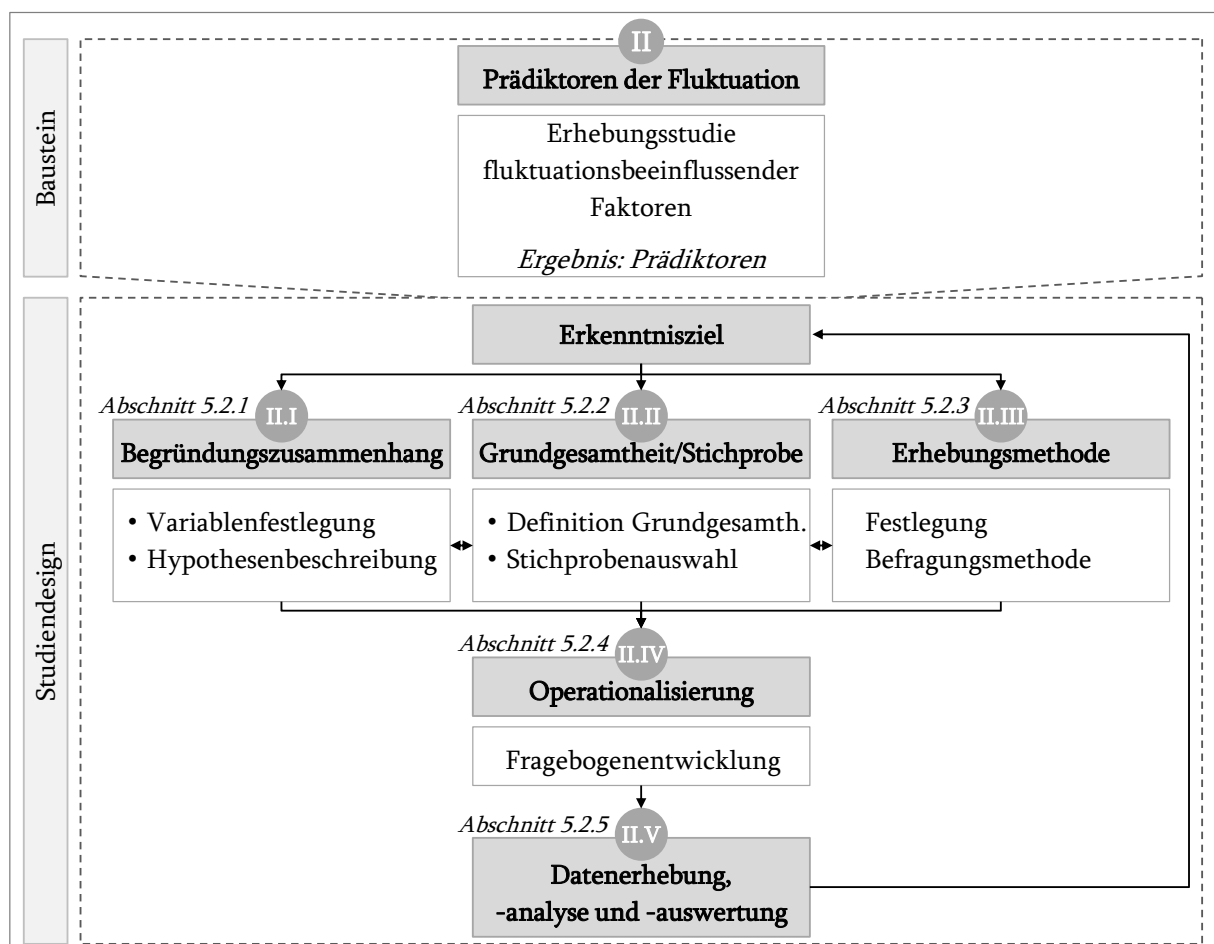 Baustein
II
Prädiktoren der Fluktuation
Erhebungsstudie
fluktuationsbeeinflussender
Faktoren
Ergebnis: Prädiktoren
Studiendesign
Erkenntnisziel
Abschnitt 5.2.1
II.I
Begründungszusammenhang
• Variablenfestlegung
• Hypothesenbeschreibung
Abschnitt 5.2.2
II.II
Grundgesamtheit/Stichprobe
• Definition Grundgesamth.
• Stichprobenauswahl
Abschnitt 5.2.3
II.III
Erhebungsmethode
Festlegung
Befragungsmethode
Abschnitt 5.2.4
II.IV
Operationalisierung
Fragebogenentwicklung
Abschnitt 5.2.5
II.V
Datenerhebung,
-analyse und -auswertung